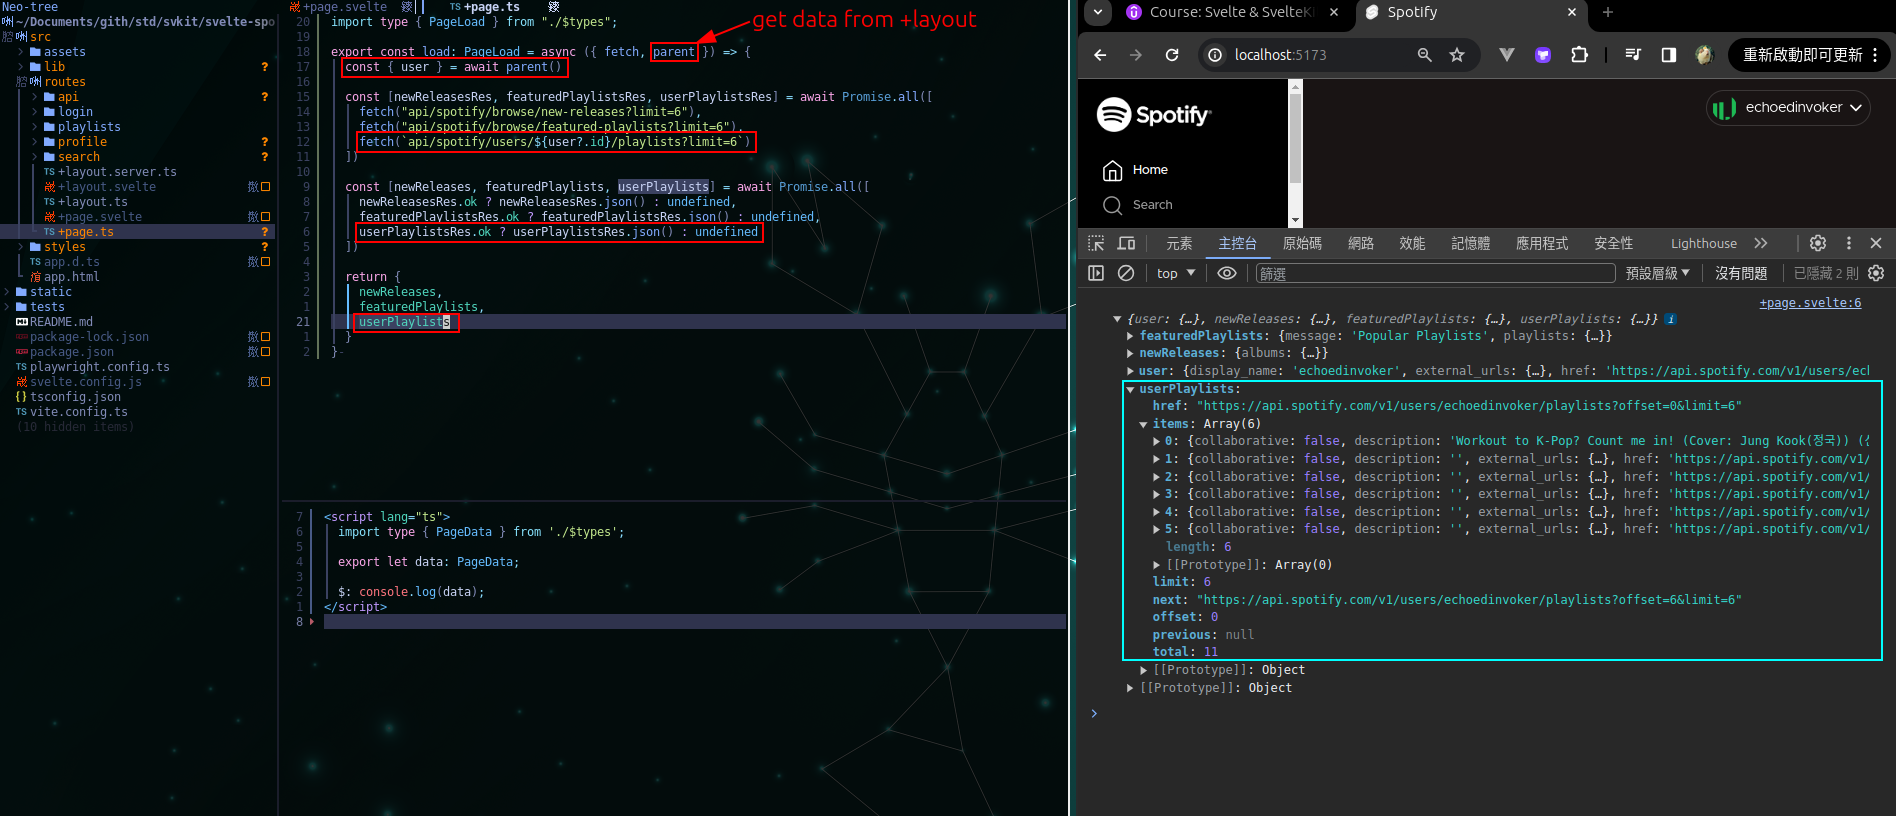 Neo-tree
~/Documents/gith/std/svkit/svelte-spo
src
assets
lib ?
routes
api ?
login
playlists
profile ?
search ?
TS +layout.server.ts
+layout.svelte
TS +layout.ts
+page.svelte
TS +page.ts ?
styles ?
TS app.d.ts
app.html
static
tests
README.md
package-lock.json
package.json
TS playwright.config.ts
svelte.config.js
{} tsconfig.json
TS vite.config.ts
(10 hidden items)
+page.svelte TS +page.ts
get data from +layout
20 import type { PageLoad } from "./$types";
19
18 export const load: PageLoad = async ({ fetch, parent }) => {
17 const { user } = await parent()
16
15 const [newReleasesRes, featuredPlaylistsRes, userPlaylistsRes] = await Promise.all([
14 fetch("api/spotify/browse/new-releases?limit=6"),
13 fetch("api/spotify/browse/featured-playlists?limit=6"),
12 fetch(`api/spotify/users/${user?.id}/playlists?limit=6`)
11 ])
10
9 const [newReleases, featuredPlaylists, userPlaylists] = await Promise.all([
8 newReleasesRes.ok ? newReleasesRes.json() : undefined,
7 featuredPlaylistsRes.ok ? featuredPlaylistsRes.json() : undefined,
6 userPlaylistsRes.ok ? userPlaylistsRes.json() : undefined
5 ])
4
3 return {
2 newReleases,
1 featuredPlaylists,
21 userPlaylists
1 }
2 }
7 <script lang="ts">
6 import type { PageData } from './$types';
5
4 export let data: PageData;
3
2 $: console.log(data);
1 </script>
8
Course: Svelte & SvelteKi
Spotify
localhost:5173
重新啟動即可更新
Spotify
echoedinvoker
Home
Search
元素 主控台 原始碼 網路 效能 記憶體 應用程式 安全性 Lighthouse
top 篩選 預設層級 沒有問題 已隱藏 2 則
+page.svelte:6
{user: {…}, newReleases: {…}, featuredPlaylists: {…}, userPlaylists: {…}} i
featuredPlaylists: {message: 'Popular Playlists', playlists: {…}}
newReleases: {albums: {…}}
user: {display_name: 'echoedinvoker', external_urls: {…}, href: 'https://api.spotify.com/v1/users/ech
userPlaylists:
href: "https://api.spotify.com/v1/users/echoedinvoker/playlists?offset=0&limit=6"
items: Array(6)
0: {collaborative: false, description: 'Workout to K-Pop? Count me in! (Cover: Jung Kook(정국))
1: {collaborative: false, description: '', external_urls: {…}, href: 'https://api.spotify.com/v1/
2: {collaborative: false, description: '', external_urls: {…}, href: 'https://api.spotify.com/v1/
3: {collaborative: false, description: '', external_urls: {…}, href: 'https://api.spotify.com/v1/
4: {collaborative: false, description: '', external_urls: {…}, href: 'https://api.spotify.com/v1/
5: {collaborative: false, description: '', external_urls: {…}, href: 'https://api.spotify.com/v1/
length: 6
[[Prototype]]: Array(0)
limit: 6
next: "https://api.spotify.com/v1/users/echoedinvoker/playlists?offset=6&limit=6"
offset: 0
previous: null
total: 11
[[Prototype]]: Object
[[Prototype]]: Object